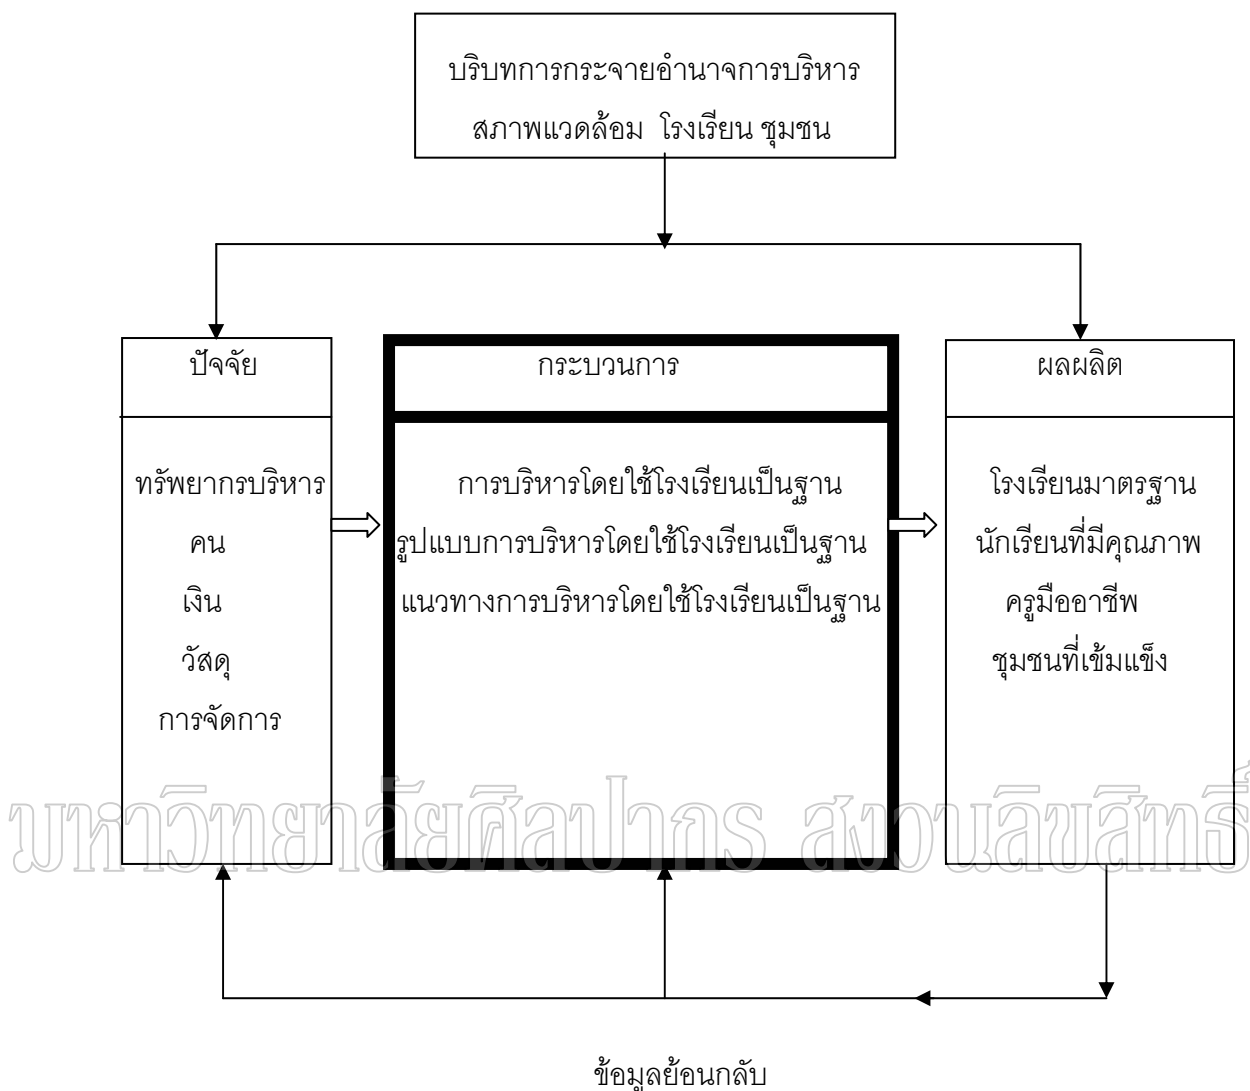 บริบทการกระจายอำนาจการบริหาร
สภาพแวดล้อม โรงเรียน ชุมชน
ปัจจัย
ทรัพยากรบริหาร
คน
เงิน
วัสดุ
การจัดการ
กระบวนการ
การบริหารโดยใช้โรงเรียนเป็นฐาน
รูปแบบการบริหารโดยใช้โรงเรียนเป็นฐาน
แนวทางการบริหารโดยใช้โรงเรียนเป็นฐาน
ผลผลิต
โรงเรียนมาตรฐาน
นักเรียนที่มีคุณภาพ
ครูมืออาชีพ
ชุมชนที่เข้มแข็ง
มหาวิทยาลัยศิลปากร สงวนลิขสิทธิ์
ข้อมูลย้อนกลับ